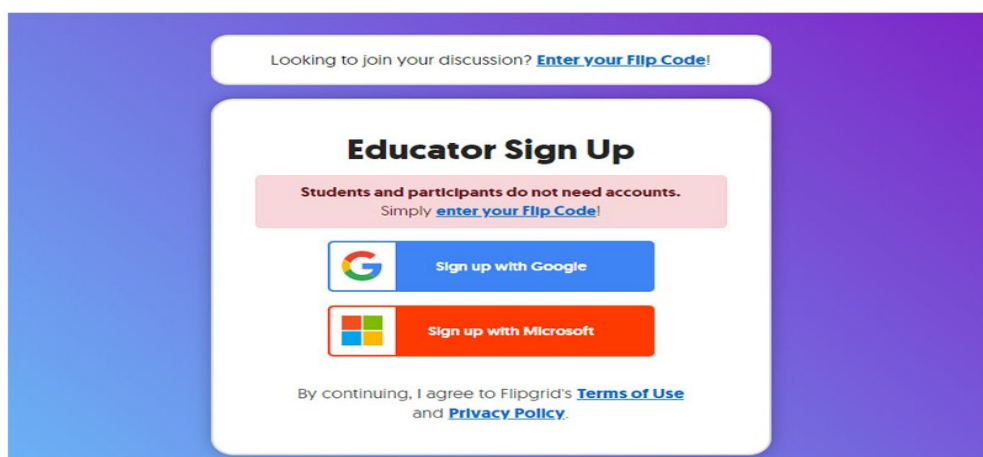 Looking to join your discussion? Enter your Flip Code!
Educator Sign Up
Students and participants do not need accounts.
Simply enter your Flip Code!
Sign up with Google
Sign up with Microsoft
By continuing, I agree to Flipgrid's Terms of Use
and Privacy Policy.